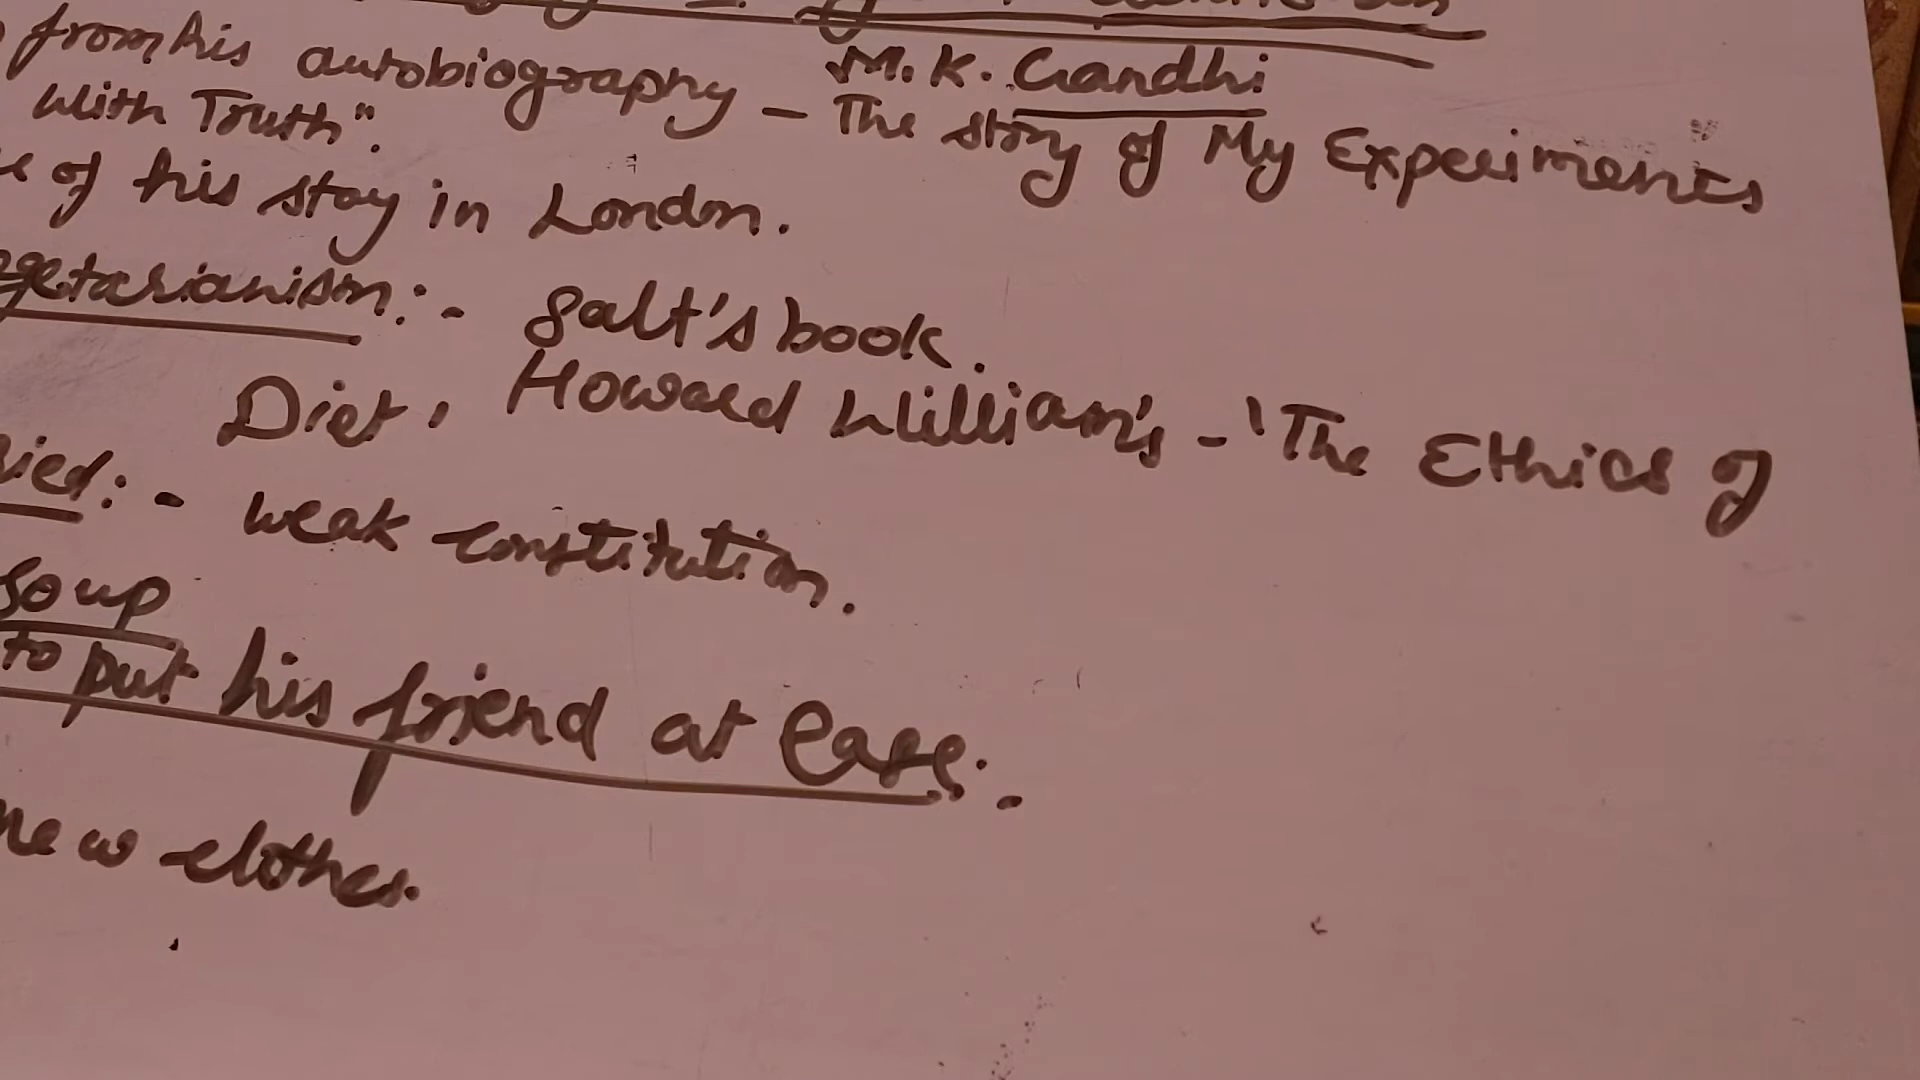 M.K. Gandhi
from his autobiography - The story of My Experiments
With Truth".
of his stay in London.
getarianism:- Salt's book.
Howard William's - 'The Ethics of
Diet'
ied:- weak constitution.
Soup
to put his friend at ease:-
new clothes.